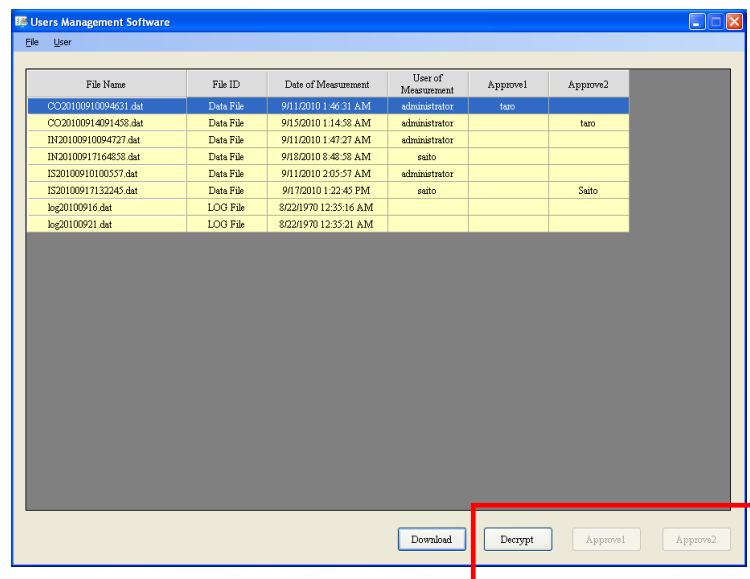 Users Management Software
File User
File Name File ID Date of Measurement User of Measurement Approve1 Approve2
CO20100910094631.dat Data File 9/11/2010 1:46:31 AM administrator taro
CO20100914091458.dat Data File 9/15/2010 1:14:58 AM administrator taro
IN20100910094727.dat Data File 9/11/2010 1:47:27 AM administrator
IN20100917164858.dat Data File 9/18/2010 8:48:58 AM saito
IS20100910100557.dat Data File 9/11/2010 2:05:57 AM administrator
IS20100917132245.dat Data File 9/17/2010 1:22:45 PM saito Saito
log20100916.dat LOG File 8/22/1970 12:35:16 AM
log20100921.dat LOG File 8/22/1970 12:35:21 AM
Download Decrypt Approve1 Approve2